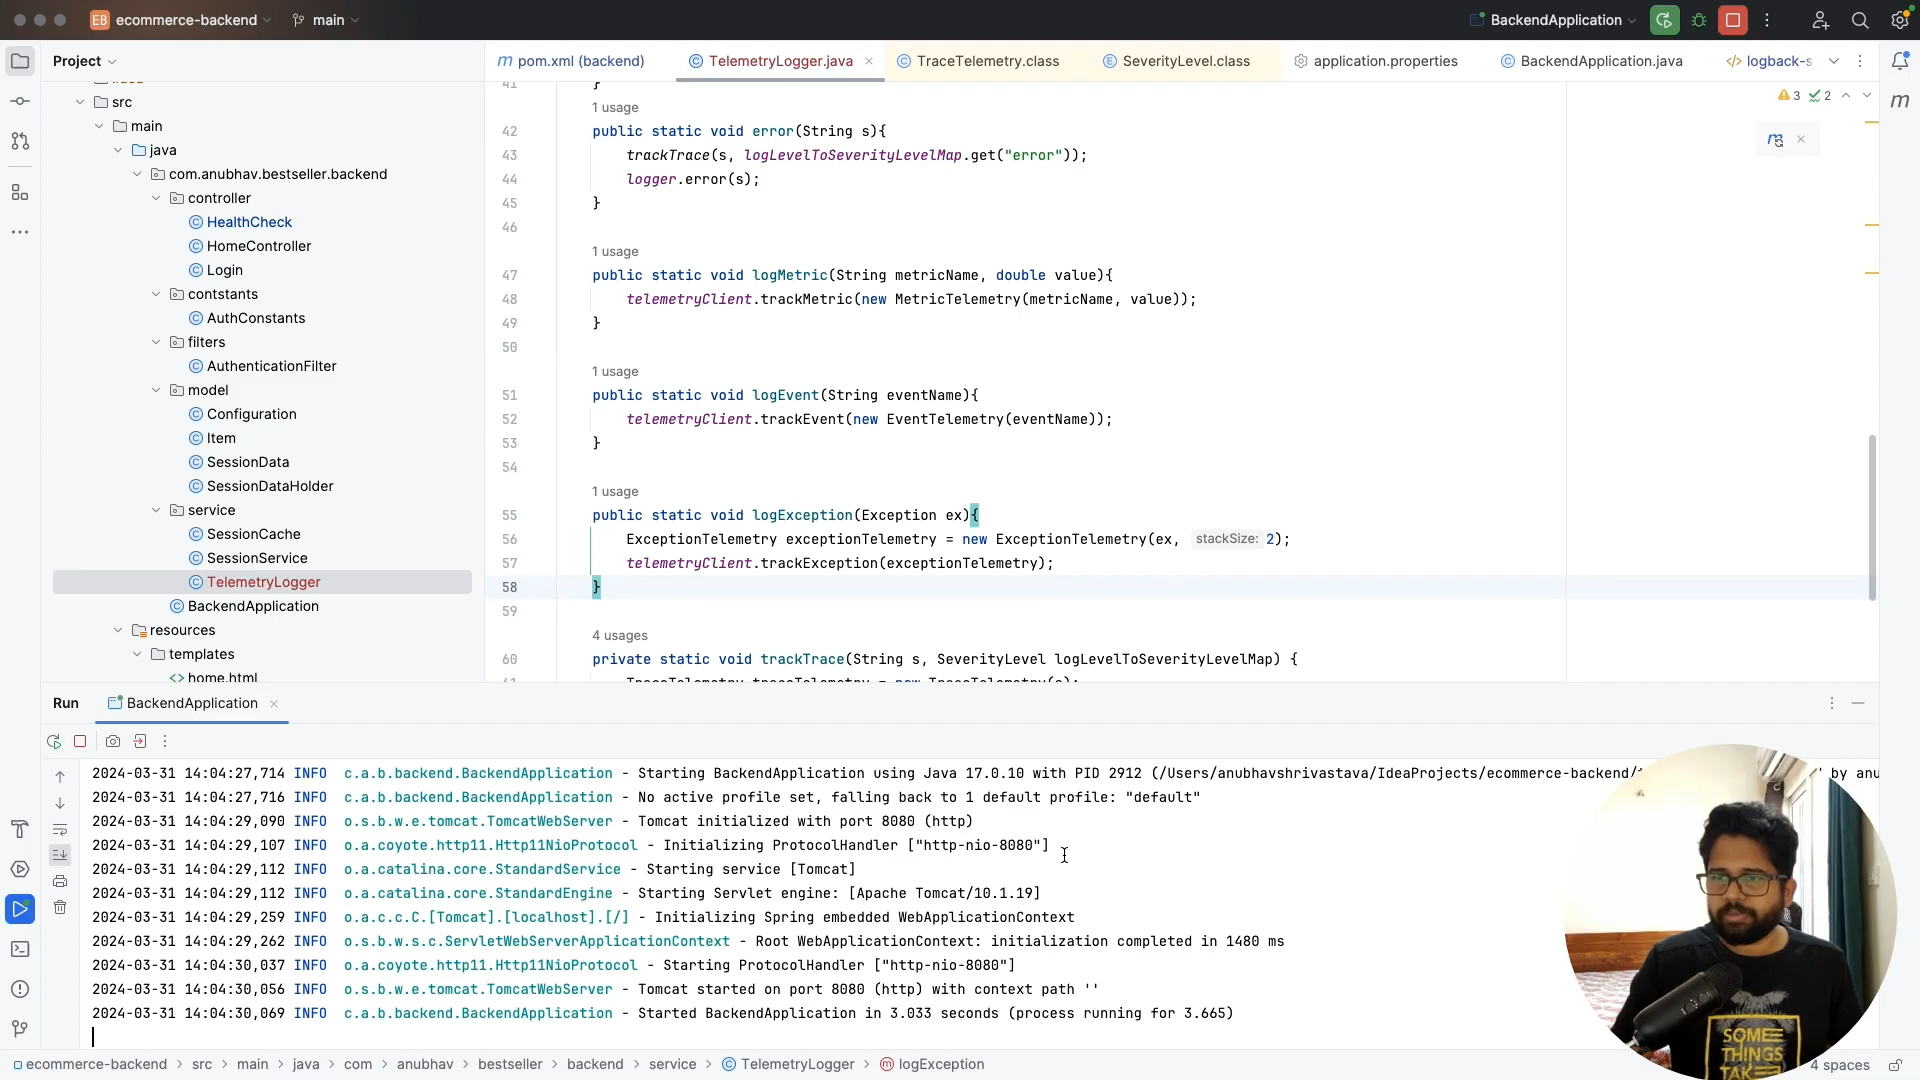 EB ecommerce-backend main BackendApplication
Project
pom.xml (backend) TelemetryLogger.java TraceTelemetry.class SeverityLevel.class application.properties BackendApplication.java logback-s
src
main
java
com.anubhav.bestseller.backend
controller
HealthCheck
HomeController
Login
contstants
AuthConstants
filters
AuthenticationFilter
model
Configuration
Item
SessionData
SessionDataHolder
service
SessionCache
SessionService
TelemetryLogger
BackendApplication
resources
templates
home.html
3 2
41 }
1 usage
42 public static void error(String s){
43 trackTrace(s, logLevelToSeverityLevelMap.get("error"));
44 logger.error(s);
45 }
46
1 usage
47 public static void logMetric(String metricName, double value){
48 telemetryClient.trackMetric(new MetricTelemetry(metricName, value));
49 }
50
1 usage
51 public static void logEvent(String eventName){
52 telemetryClient.trackEvent(new EventTelemetry(eventName));
53 }
54
1 usage
55 public static void logException(Exception ex){
56 ExceptionTelemetry exceptionTelemetry = new ExceptionTelemetry(ex, stackSize: 2);
57 telemetryClient.trackException(exceptionTelemetry);
58 }
59
4 usages
60 private static void trackTrace(String s, SeverityLevel logLevelToSeverityLevelMap) {
61 TraceTelemetry traceTelemetry = new TraceTelemetry(s);
Run BackendApplication
2024-03-31 14:04:27,714 INFO c.a.b.backend.BackendApplication - Starting BackendApplication using Java 17.0.10 with PID 2912 (/Users/anubhavshrivastava/IdeaProjects/ecommerce-backend/ by anu
2024-03-31 14:04:27,716 INFO c.a.b.backend.BackendApplication - No active profile set, falling back to 1 default profile: "default"
2024-03-31 14:04:29,090 INFO o.s.b.w.e.tomcat.TomcatWebServer - Tomcat initialized with port 8080 (http)
2024-03-31 14:04:29,107 INFO o.a.coyote.http11.Http11NioProtocol - Initializing ProtocolHandler ["http-nio-8080"]
2024-03-31 14:04:29,112 INFO o.a.catalina.core.StandardService - Starting service [Tomcat]
2024-03-31 14:04:29,112 INFO o.a.catalina.core.StandardEngine - Starting Servlet engine: [Apache Tomcat/10.1.19]
2024-03-31 14:04:29,259 INFO o.a.c.c.C.[Tomcat].[localhost].[/] - Initializing Spring embedded WebApplicationContext
2024-03-31 14:04:29,262 INFO o.s.b.w.s.c.ServletWebServerApplicationContext - Root WebApplicationContext: initialization completed in 1480 ms
2024-03-31 14:04:30,037 INFO o.a.coyote.http11.Http11NioProtocol - Starting ProtocolHandler ["http-nio-8080"]
2024-03-31 14:04:30,056 INFO o.s.b.w.e.tomcat.TomcatWebServer - Tomcat started on port 8080 (http) with context path ''
2024-03-31 14:04:30,069 INFO c.a.b.backend.BackendApplication - Started BackendApplication in 3.033 seconds (process running for 3.665)
SOME
THINGS
TAKE
ecommerce-backend > src > main > java > com > anubhav > bestseller > backend > service > TelemetryLogger > logException 4 spaces